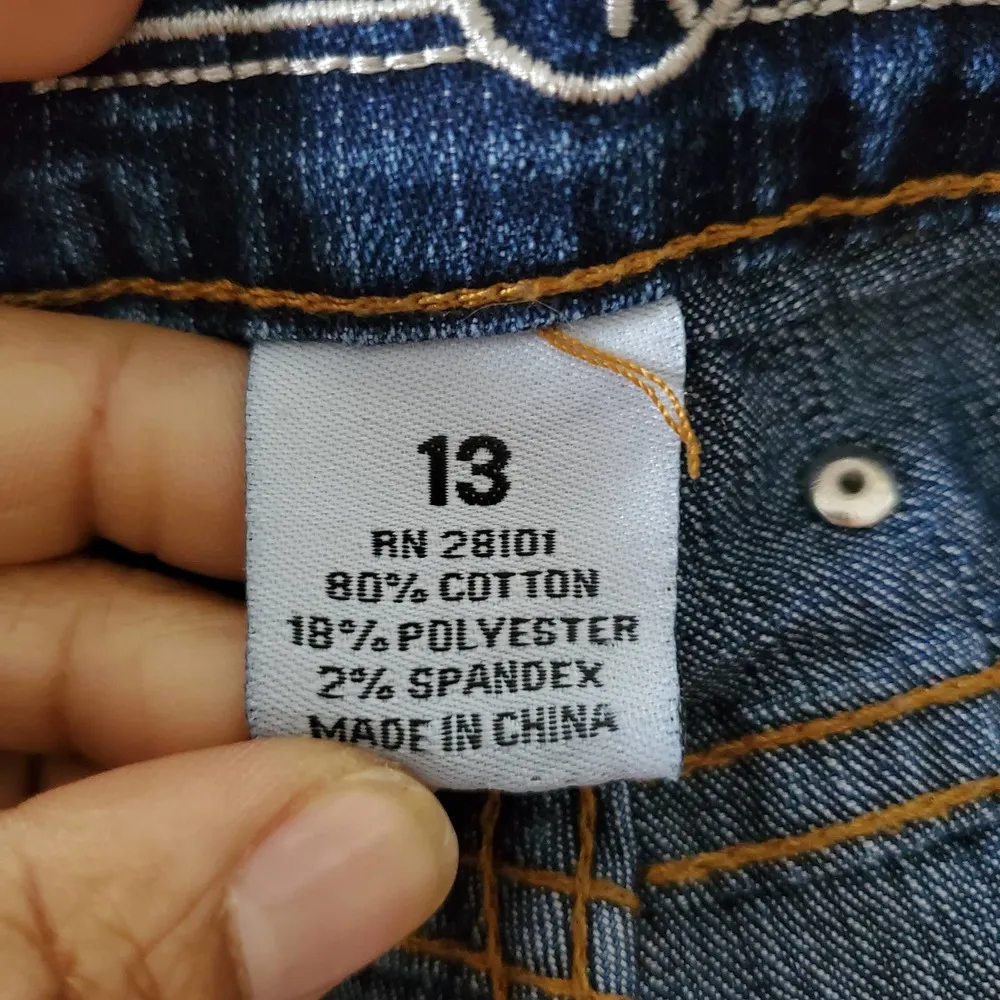 13
RN 28101
80% COTTON
18% POLYESTER
2% SPANDEX
MADE IN CHINA